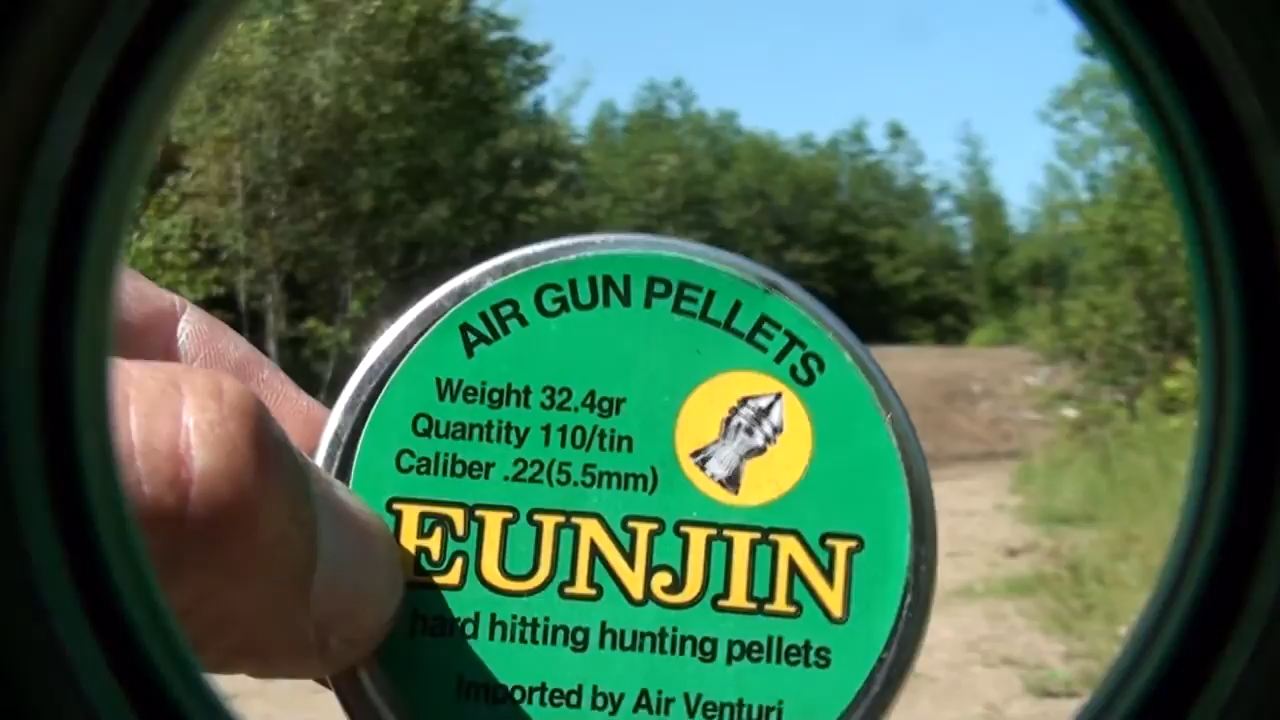 AIR GUN PELLETS
Weight 32.4gr
Quantity 110/tin
Caliber .22(5.5mm)
EUNJIN
hard hitting hunting pellets
Imported by Air Venturi